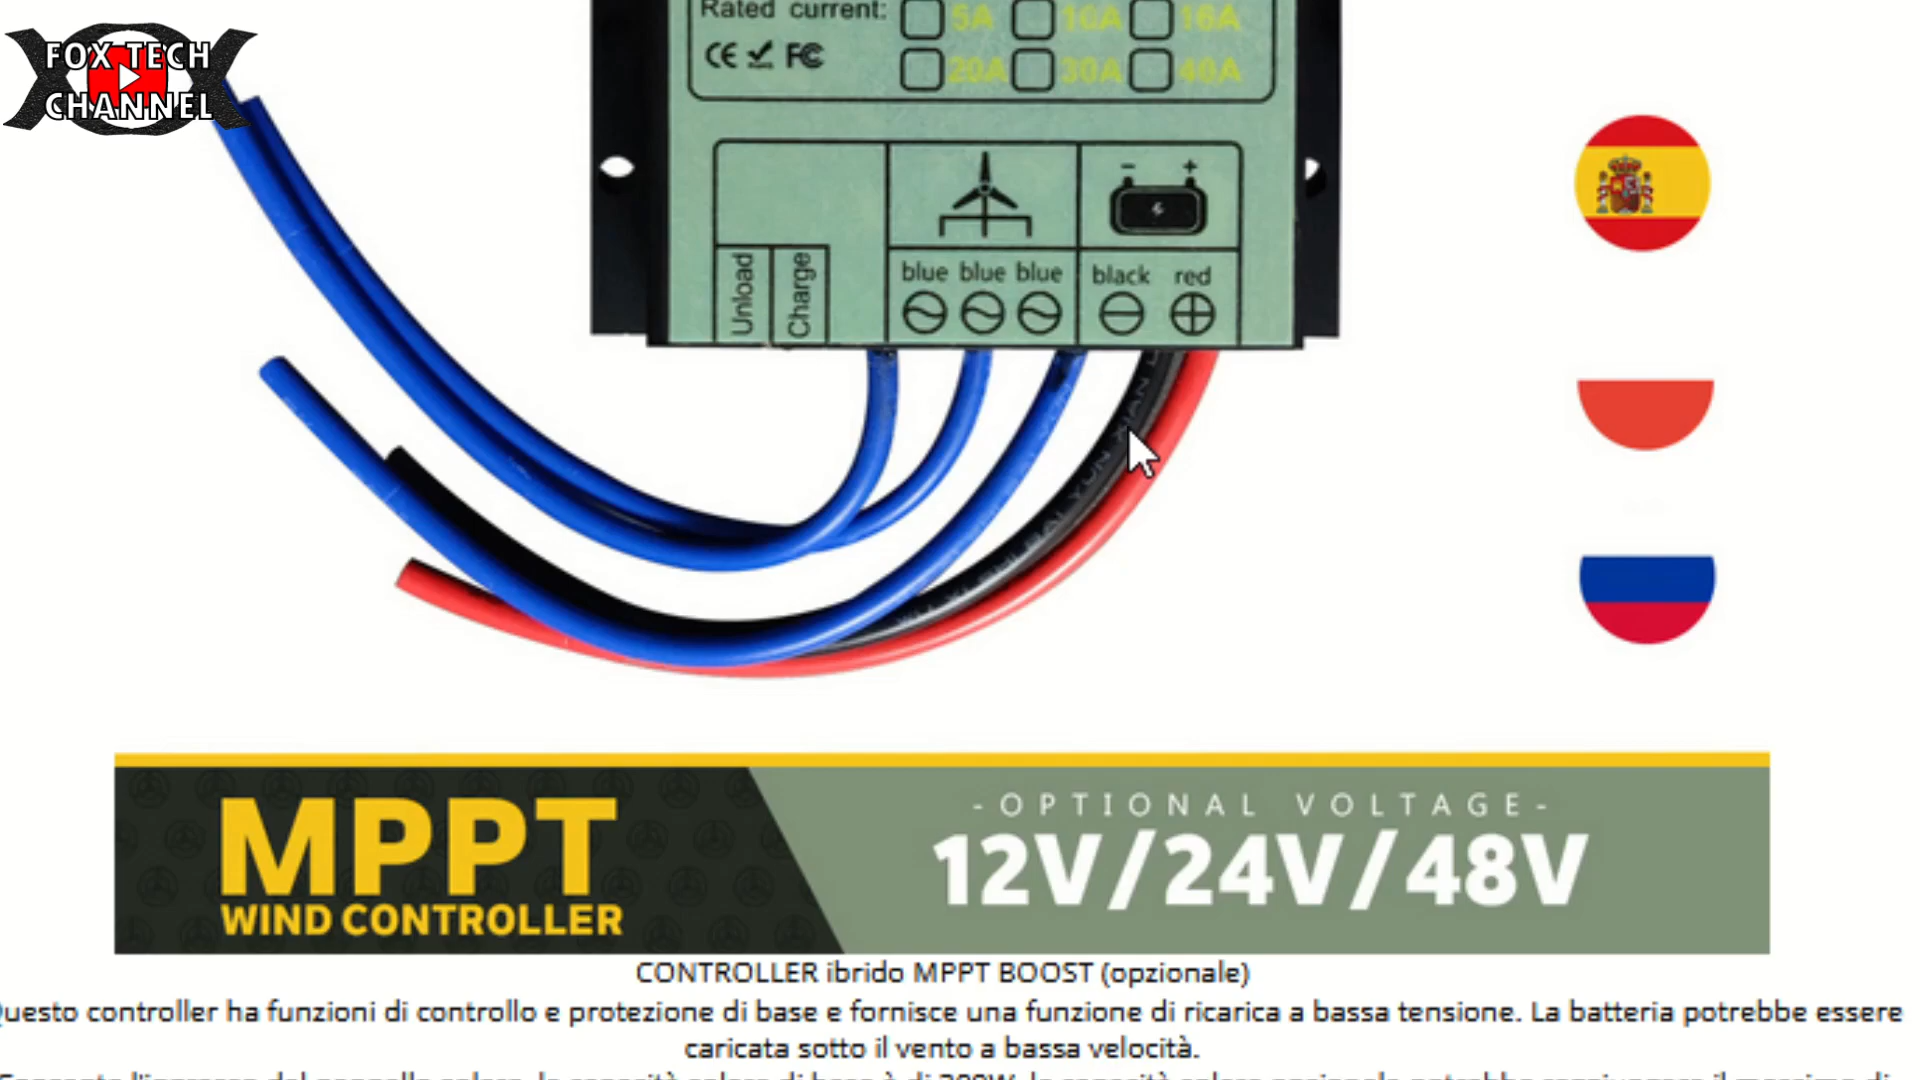 FOX TECH
CHANNEL
Rated current:
5A 10A 16A
20A 30A 40A
CE FC
Unload
Charge
- +
blue blue blue black red
MPPT
WIND CONTROLLER
-OPTIONAL VOLTAGE-
12V/24V/48V
CONTROLLER ibrido MPPT BOOST (opzionale)
Questo controller ha funzioni di controllo e protezione di base e fornisce una funzione di ricarica a bassa tensione. La batteria potrebbe essere
caricata sotto il vento a bassa velocità.